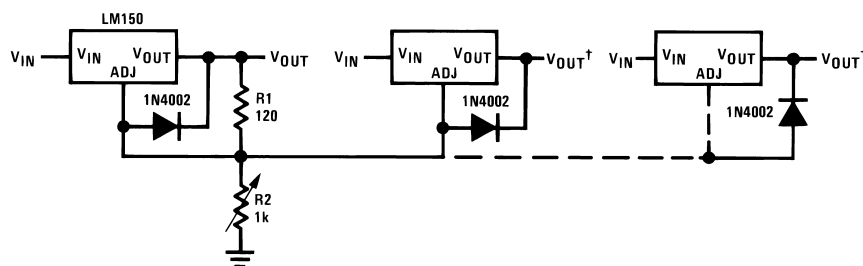 LM150
V_IN V_IN V_OUT V_OUT
ADJ
1N4002
R1
120
R2
1k
V_IN V_IN V_OUT V_OUT†
ADJ
1N4002
V_IN V_IN V_OUT V_OUT†
ADJ
1N4002